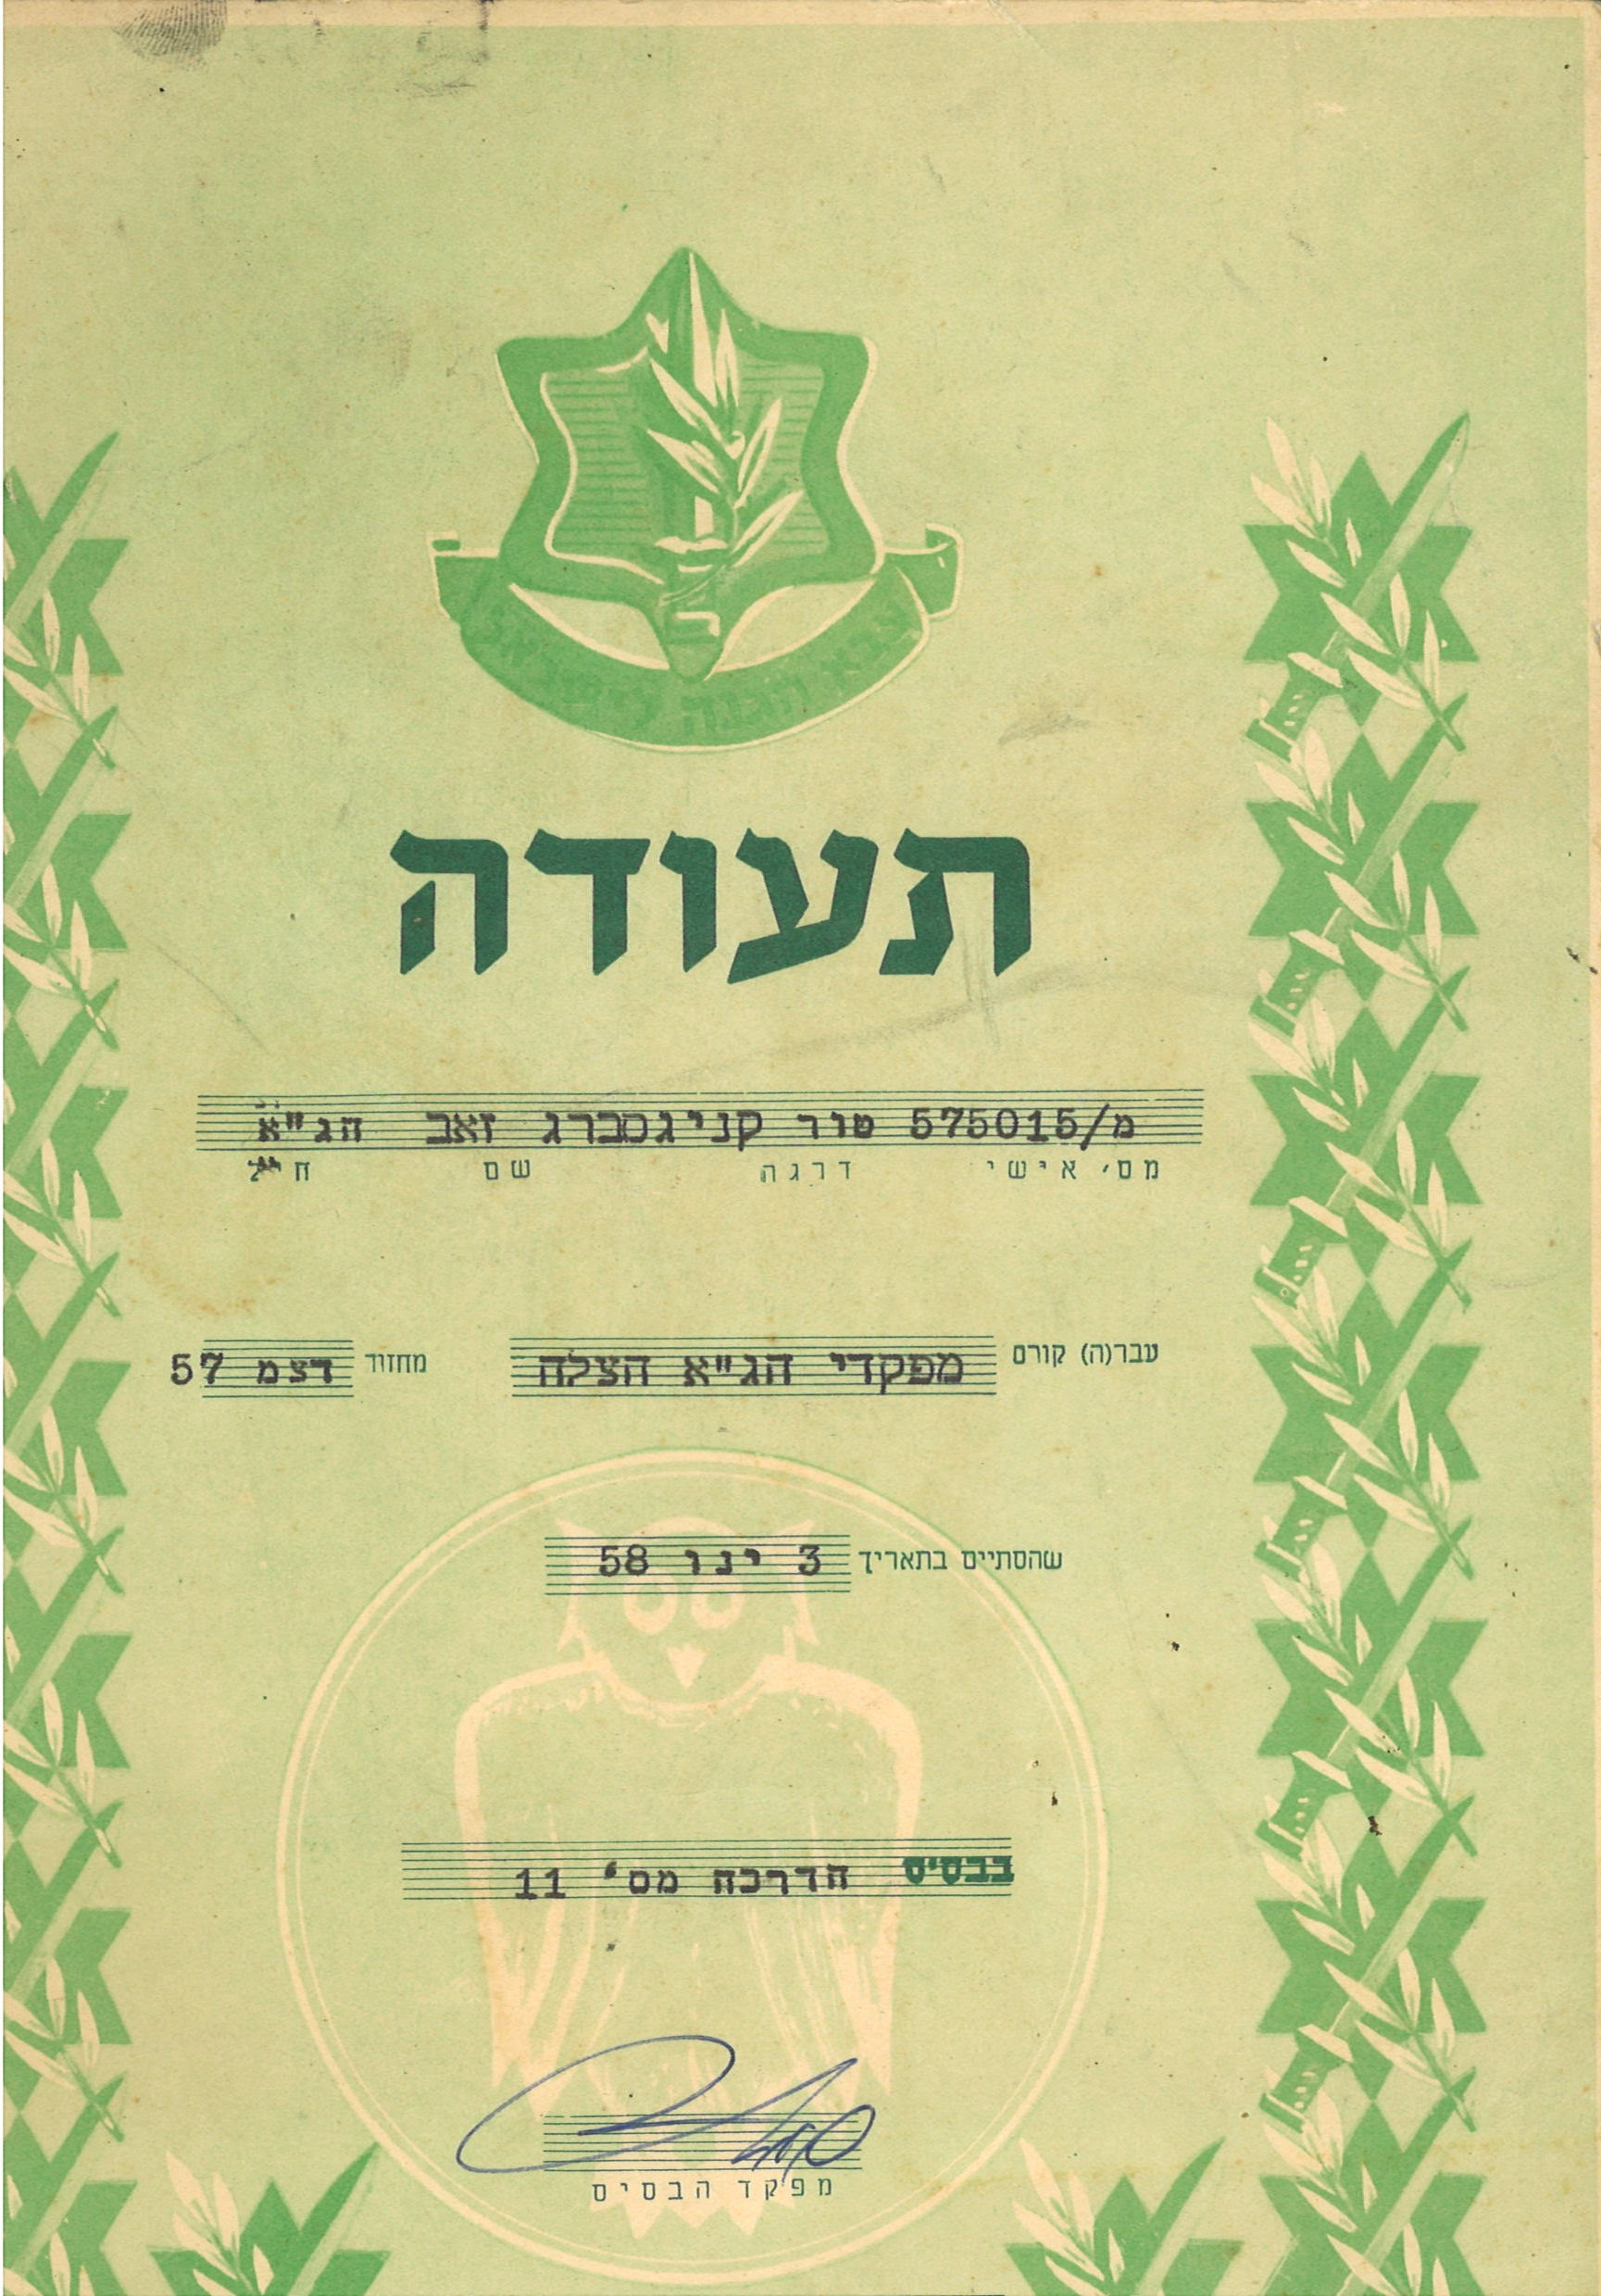 צבא הגנה לישראל
תעודה
מ/575015 טור קניגסברג זאב הג"א
מס' אישי דרגה שם חיל
עבר(ה) קורס מפקדי הג"א הצלה מחזור דצמ 57
שהסתיים בתאריך 3 ינו 58
בבסיס הדרכה מס' 11
מפקד הבסיס